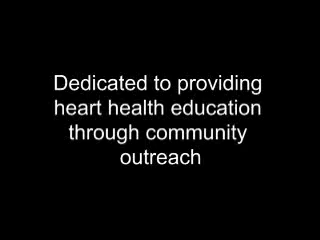 Dedicated to providing
heart health education
through community
outreach